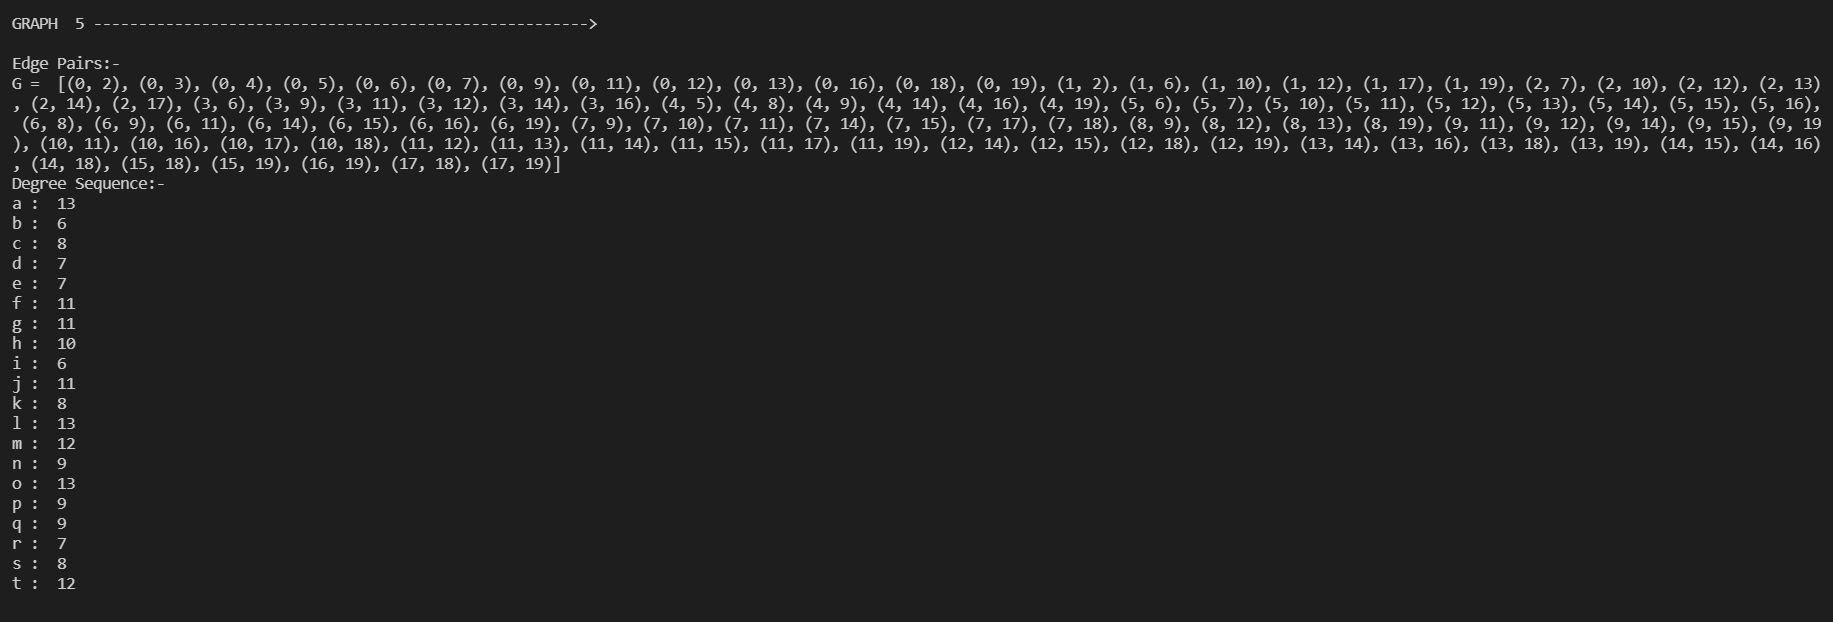 GRAPH  5 ------------------------------------------------------->
Edge Pairs:-
G =  [(0, 2), (0, 3), (0, 4), (0, 5), (0, 6), (0, 7), (0, 9), (0, 11), (0, 12), (0, 13), (0, 16), (0, 18), (0, 19), (1, 2), (1, 6), (1, 10), (1, 12), (1, 17), (1, 19), (2, 7), (2, 10), (2, 12), (2, 13)
, (2, 14), (2, 17), (3, 6), (3, 9), (3, 11), (3, 12), (3, 14), (3, 16), (4, 5), (4, 8), (4, 9), (4, 14), (4, 16), (4, 19), (5, 6), (5, 7), (5, 10), (5, 11), (5, 12), (5, 13), (5, 14), (5, 15), (5, 16),
(6, 8), (6, 9), (6, 11), (6, 14), (6, 15), (6, 16), (6, 19), (7, 9), (7, 10), (7, 11), (7, 14), (7, 15), (7, 17), (7, 18), (8, 9), (8, 12), (8, 13), (8, 19), (9, 11), (9, 12), (9, 14), (9, 15), (9, 19
), (10, 11), (10, 16), (10, 17), (10, 18), (11, 12), (11, 13), (11, 14), (11, 15), (11, 17), (11, 19), (12, 14), (12, 15), (12, 18), (12, 19), (13, 14), (13, 16), (13, 18), (13, 19), (14, 15), (14, 16)
, (14, 18), (15, 18), (15, 19), (16, 19), (17, 18), (17, 19)]
Degree Sequence:-
a :  13
b :  6
c :  8
d :  7
e :  7
f :  11
g :  11
h :  10
i :  6
j :  11
k :  8
l :  13
m :  12
n :  9
o :  13
p :  9
q :  9
r :  7
s :  8
t :  12